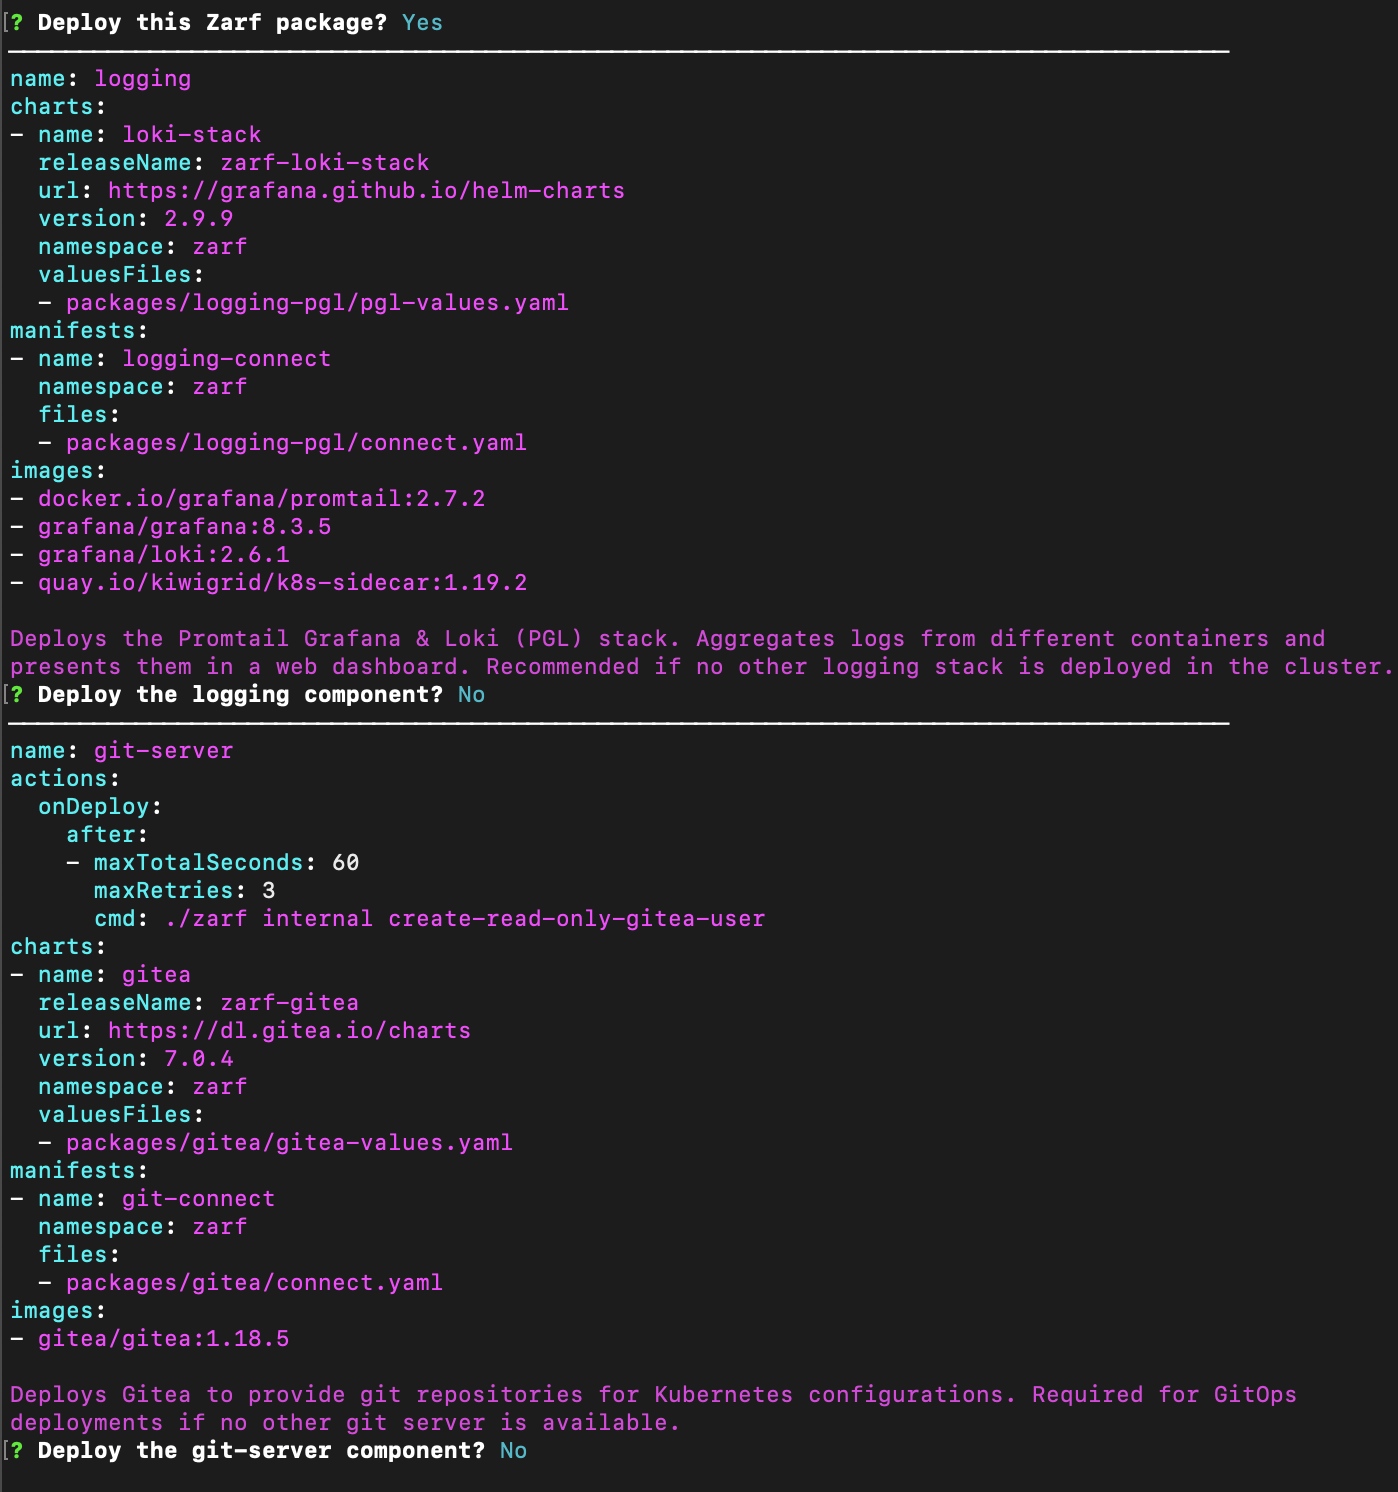 ? Deploy this Zarf package? Yes
name: logging
charts:
- name: loki-stack
  releaseName: zarf-loki-stack
  url: https://grafana.github.io/helm-charts
  version: 2.9.9
  namespace: zarf
  valuesFiles:
  - packages/logging-pgl/pgl-values.yaml
manifests:
- name: logging-connect
  namespace: zarf
  files:
  - packages/logging-pgl/connect.yaml
images:
- docker.io/grafana/promtail:2.7.2
- grafana/grafana:8.3.5
- grafana/loki:2.6.1
- quay.io/kiwigrid/k8s-sidecar:1.19.2
Deploys the Promtail Grafana & Loki (PGL) stack. Aggregates logs from different containers and
presents them in a web dashboard. Recommended if no other logging stack is deployed in the cluster.
? Deploy the logging component? No
name: git-server
actions:
  onDeploy:
    after:
    - maxTotalSeconds: 60
      maxRetries: 3
      cmd: ./zarf internal create-read-only-gitea-user
charts:
- name: gitea
  releaseName: zarf-gitea
  url: https://dl.gitea.io/charts
  version: 7.0.4
  namespace: zarf
  valuesFiles:
  - packages/gitea/gitea-values.yaml
manifests:
- name: git-connect
  namespace: zarf
  files:
  - packages/gitea/connect.yaml
images:
- gitea/gitea:1.18.5
Deploys Gitea to provide git repositories for Kubernetes configurations. Required for GitOps
deployments if no other git server is available.
? Deploy the git-server component? No